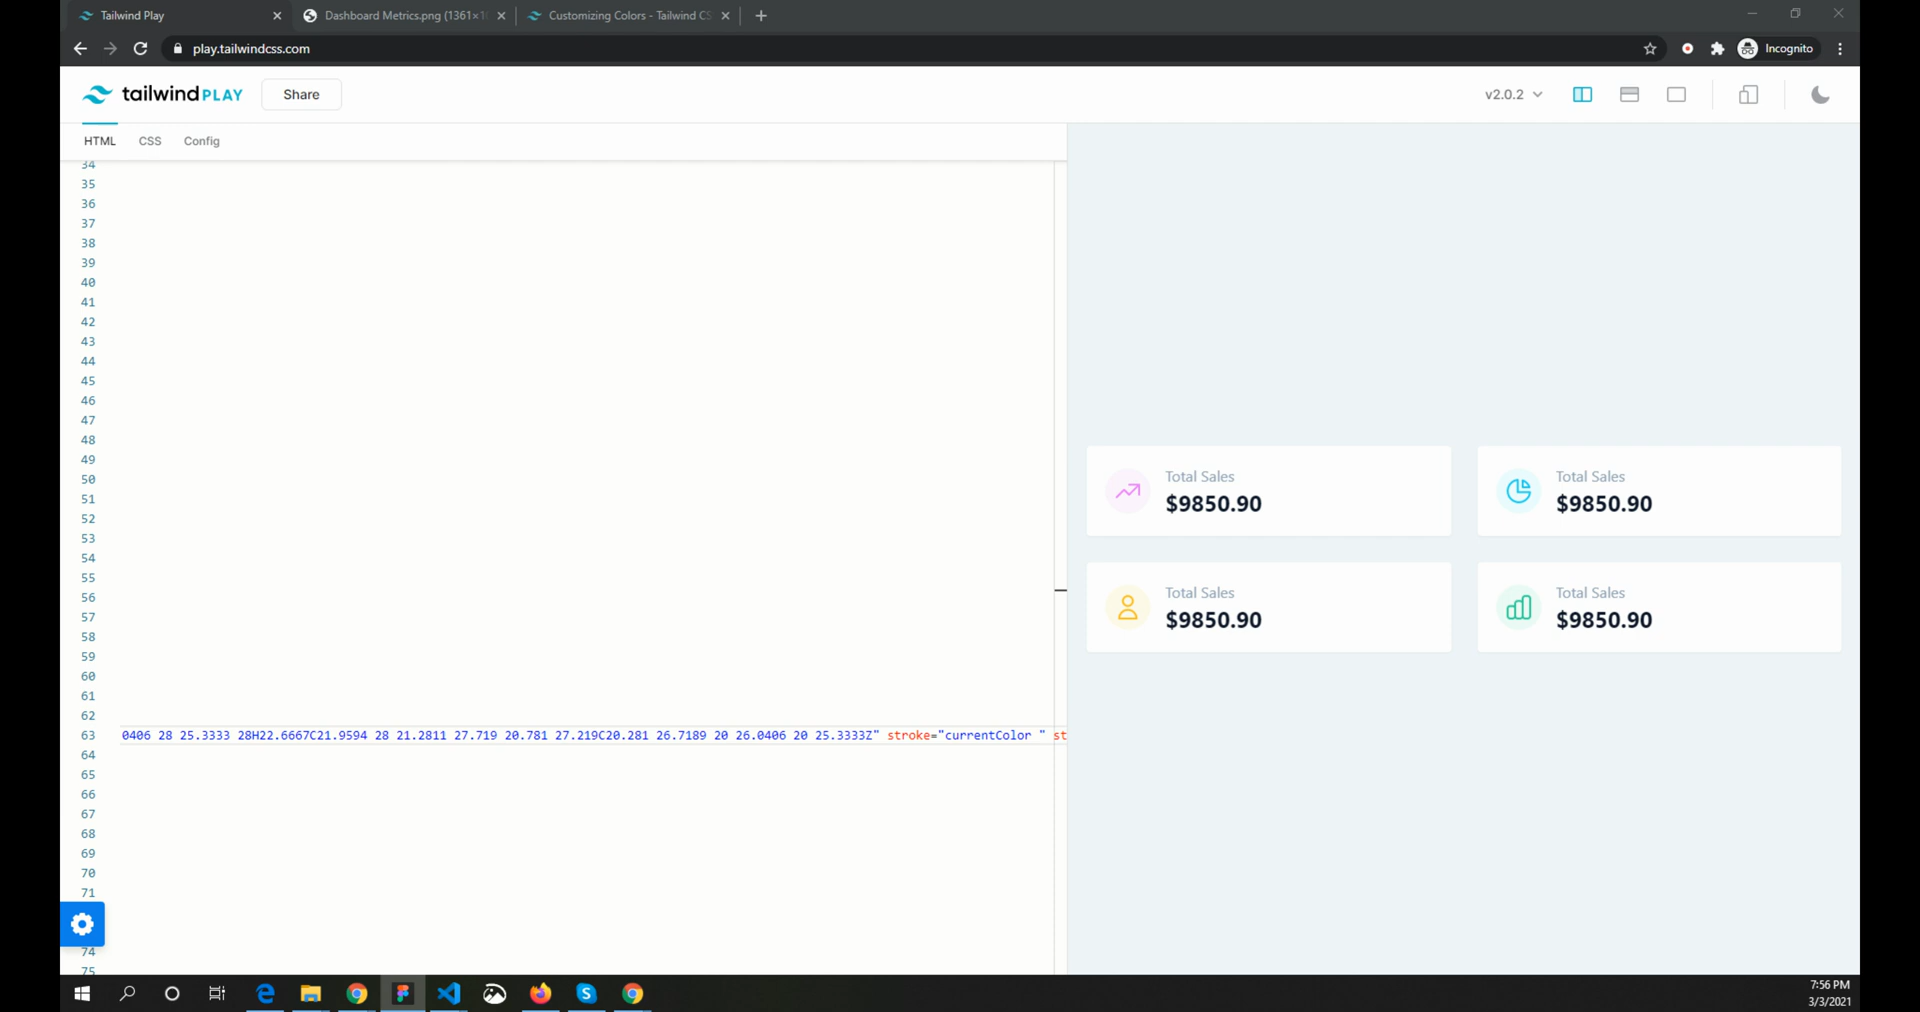 Tailwind Play
Dashboard Metrics.png (1361×1
Customizing Colors - Tailwind CS
play.tailwindcss.com
Incognito
tailwindPLAY
Share
v2.0.2
HTML
CSS
Config
34
35
36
37
38
39
40
41
42
43
44
45
46
47
48
49
50
51
52
53
54
55
56
57
58
59
60
61
62
63 0406 28 25.3333 28H22.6667C21.9594 28 21.2811 27.719 20.781 27.219C20.281 26.7189 20 26.0406 20 25.3333Z" stroke="currentColor " st
64
65
66
67
68
69
70
71
74
75
Total Sales
$9850.90
Total Sales
$9850.90
Total Sales
$9850.90
Total Sales
$9850.90
7:56 PM
3/3/2021